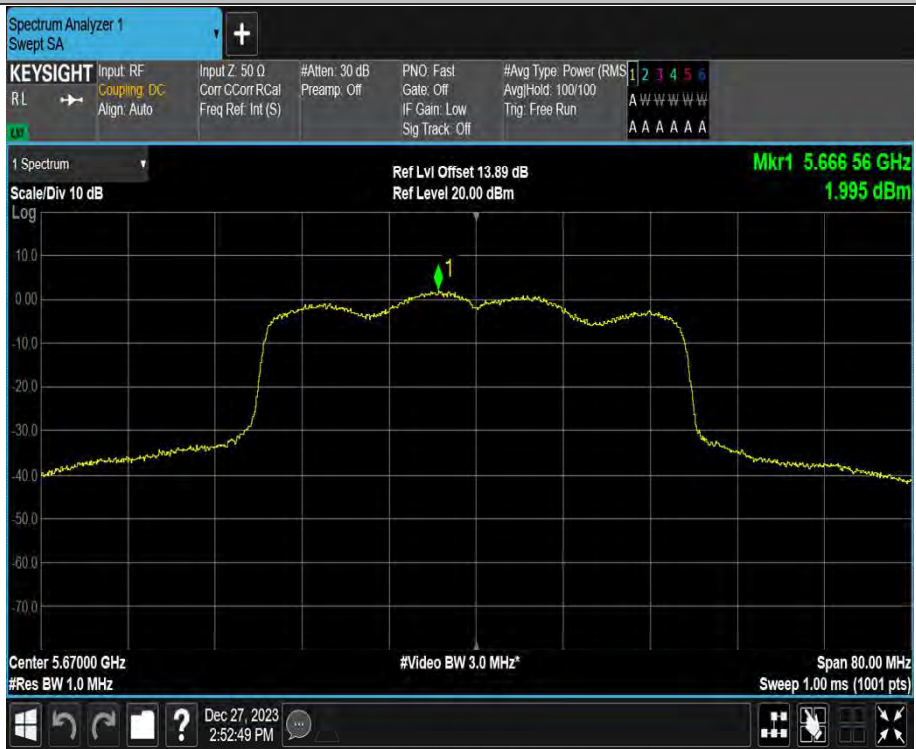 Spectrum Analyzer 1
Swept SA
+
KEYSIGHT
RL
Input: RF
Coupling: DC
Align: Auto
Input Z: 50 Ω
Corr CCorr RCal
Freq Ref: Int (S)
#Atten: 30 dB
Preamp: Off
PNO: Fast
Gate: Off
IF Gain: Low
Sig Track: Off
#Avg Type: Power (RMS
Avg|Hold: 100/100
Trig: Free Run
1 2 3 4 5 6
A W W W W W
A A A A A A
1 Spectrum
Scale/Div 10 dB
Ref Lvl Offset 13.89 dB
Ref Level 20.00 dBm
Mkr1 5.666 56 GHz
1.995 dBm
Log
10.0
0.00
-10.0
-20.0
-30.0
-40.0
-50.0
-60.0
-70.0
1
Center 5.67000 GHz
#Res BW 1.0 MHz
#Video BW 3.0 MHz*
Span 80.00 MHz
Sweep 1.00 ms (1001 pts)
?
Dec 27, 2023
2:52:49 PM